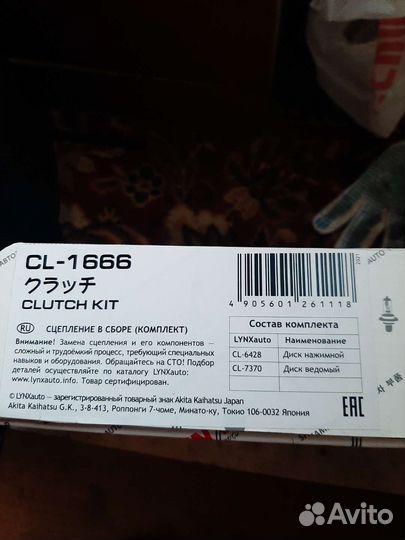 CL-1666
クラッチ
CLUTCH KIT
4 905601 261118
2021
RU СЦЕПЛЕНИЕ В СБОРЕ (КОМПЛЕКТ)
Внимание! Замена сцепления и его компонентов –
сложный и трудоёмкий процесс, требующий специальных
навыков и оборудования. Обращайтесь на СТО! Подбор
деталей осуществляйте по каталогу LYNXauto:
www.lynxauto.info. Товар сертифицирован.
Состав комплекта
LYNXauto Наименование
CL-6428 Диск нажимной
CL-7370 Диск ведомый
© LYNXauto – зарегистрированный товарный знак Akita Kaihatsu Japan
Akita Kaihatsu G.K., 3-8-413, Роппонги 7-чоме, Минато-ку, Токио 106-0032 Япония
EAC
AUTO
Avito